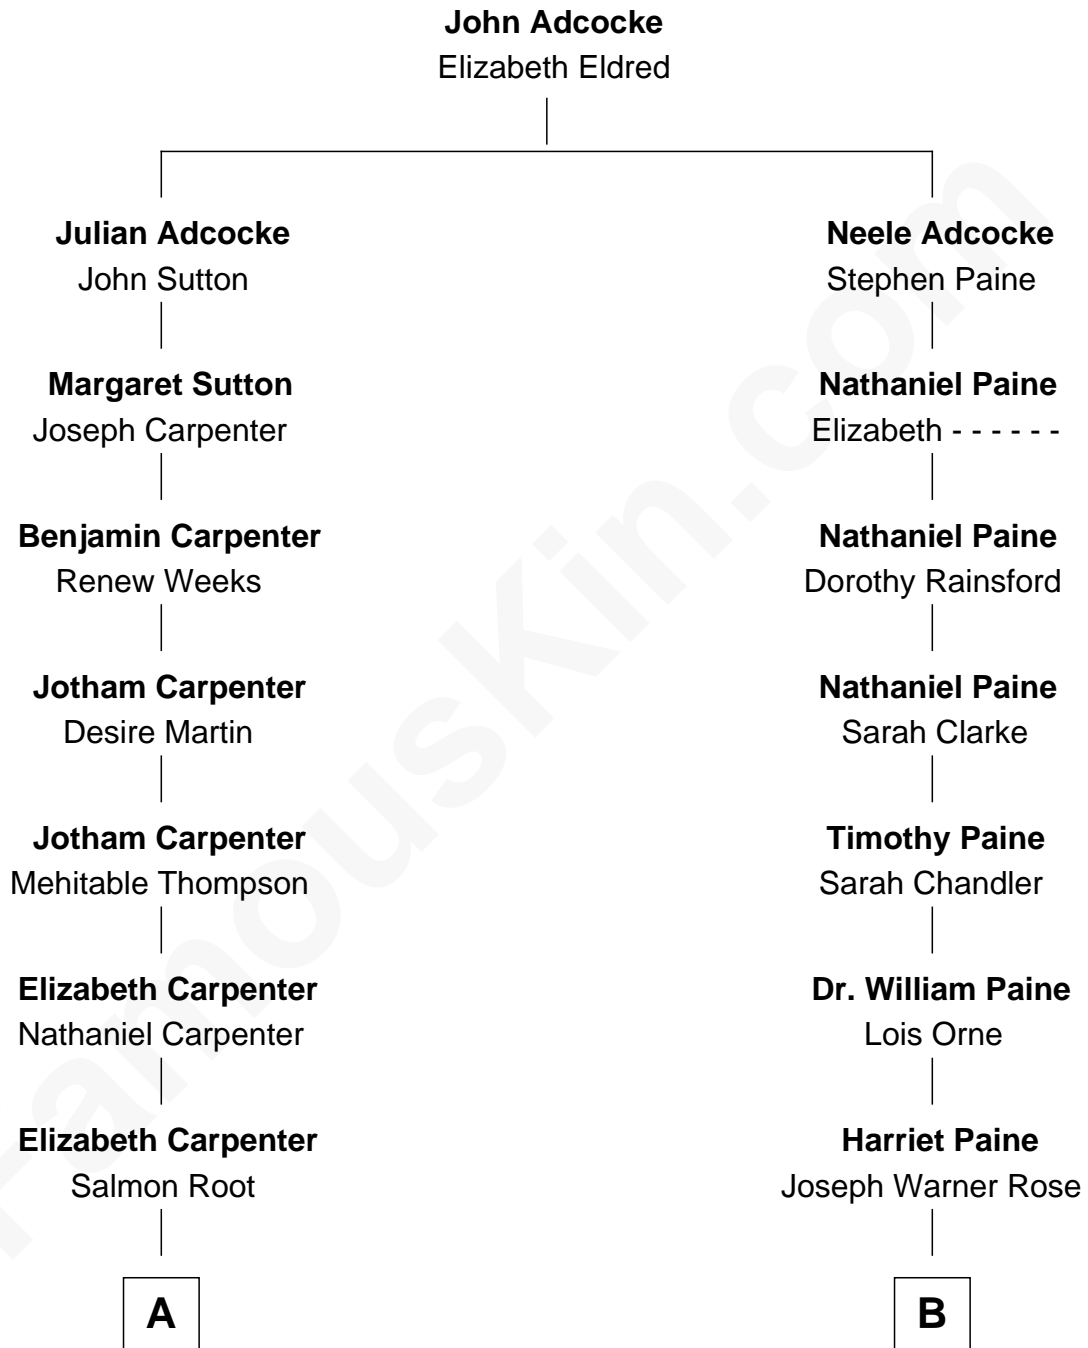 John Adcocke
Elizabeth Eldred
Julian Adcocke
John Sutton
Neele Adcocke
Stephen Paine
Margaret Sutton
Joseph Carpenter
Nathaniel Paine
Elizabeth - - - - - -
Benjamin Carpenter
Renew Weeks
Nathaniel Paine
Dorothy Rainsford
Jotham Carpenter
Desire Martin
Nathaniel Paine
Sarah Clarke
Jotham Carpenter
Mehitable Thompson
Timothy Paine
Sarah Chandler
Elizabeth Carpenter
Nathaniel Carpenter
Dr. William Paine
Lois Orne
Elizabeth Carpenter
Salmon Root
Harriet Paine
Joseph Warner Rose
A
B
FamousKin.com